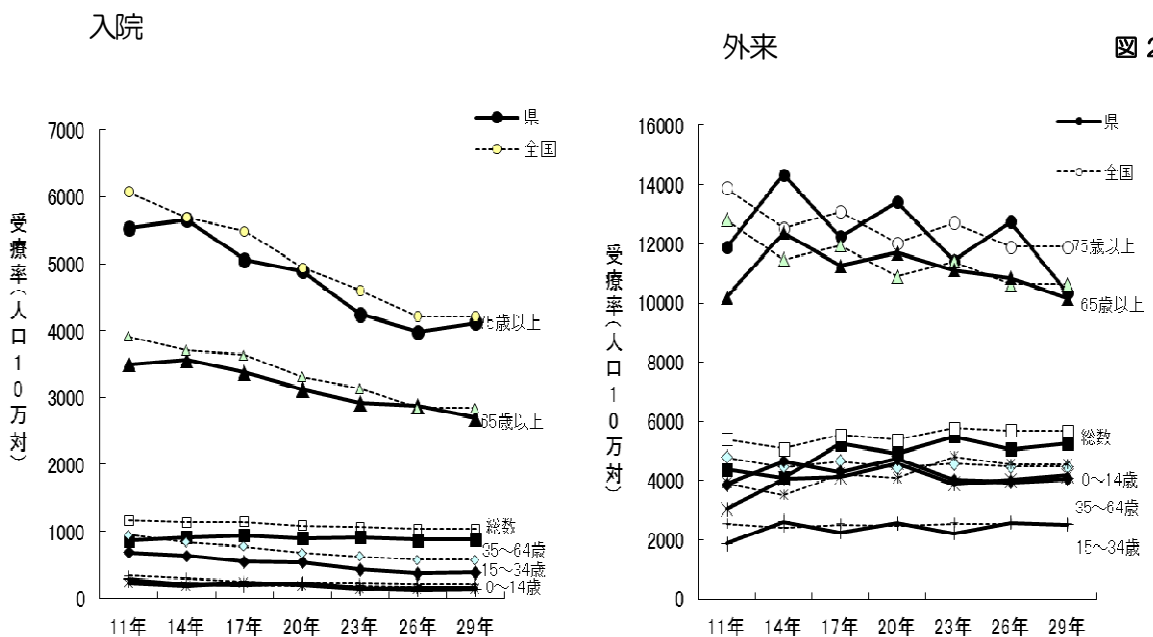 入院
外来
図 2
県
全国
7000
6000
5000
4000
3000
2000
1000
0
受療率(人口10万対)
75歳以上
65歳以上
総数
35～64歳
15～34歳
0～14歳
11年 14年 17年 20年 23年 26年 29年
県
全国
16000
14000
12000
10000
8000
6000
4000
2000
0
受療率(人口10万対)
75歳以上
65歳以上
総数
0～14歳
35～64歳
15～34歳
11年 14年 17年 20年 23年 26年 29年